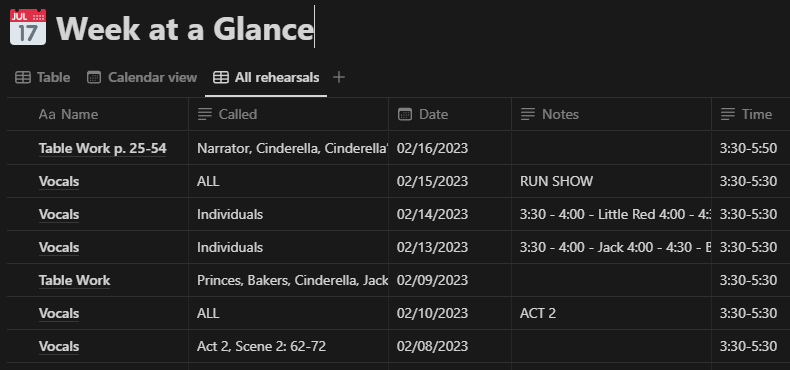 JUL 17 Week at a Glance
Table Calendar view All rehearsals
Aa Name Called Date Notes Time
Table Work p. 25-54 Narrator, Cinderella, Cinderella' 02/16/2023 3:30-5:50
Vocals ALL 02/15/2023 RUN SHOW 3:30-5:30
Vocals Individuals 02/14/2023 3:30 - 4:00 - Little Red 4:00 - 4: 3:30-5:30
Vocals Individuals 02/13/2023 3:30 - 4:00 - Jack 4:00 - 4:30 - B 3:30-5:30
Table Work Princes, Bakers, Cinderella, Jack 02/09/2023 3:30-5:30
Vocals ALL 02/10/2023 ACT 2 3:30-5:30
Vocals Act 2, Scene 2: 62-72 02/08/2023 3:30-5:30